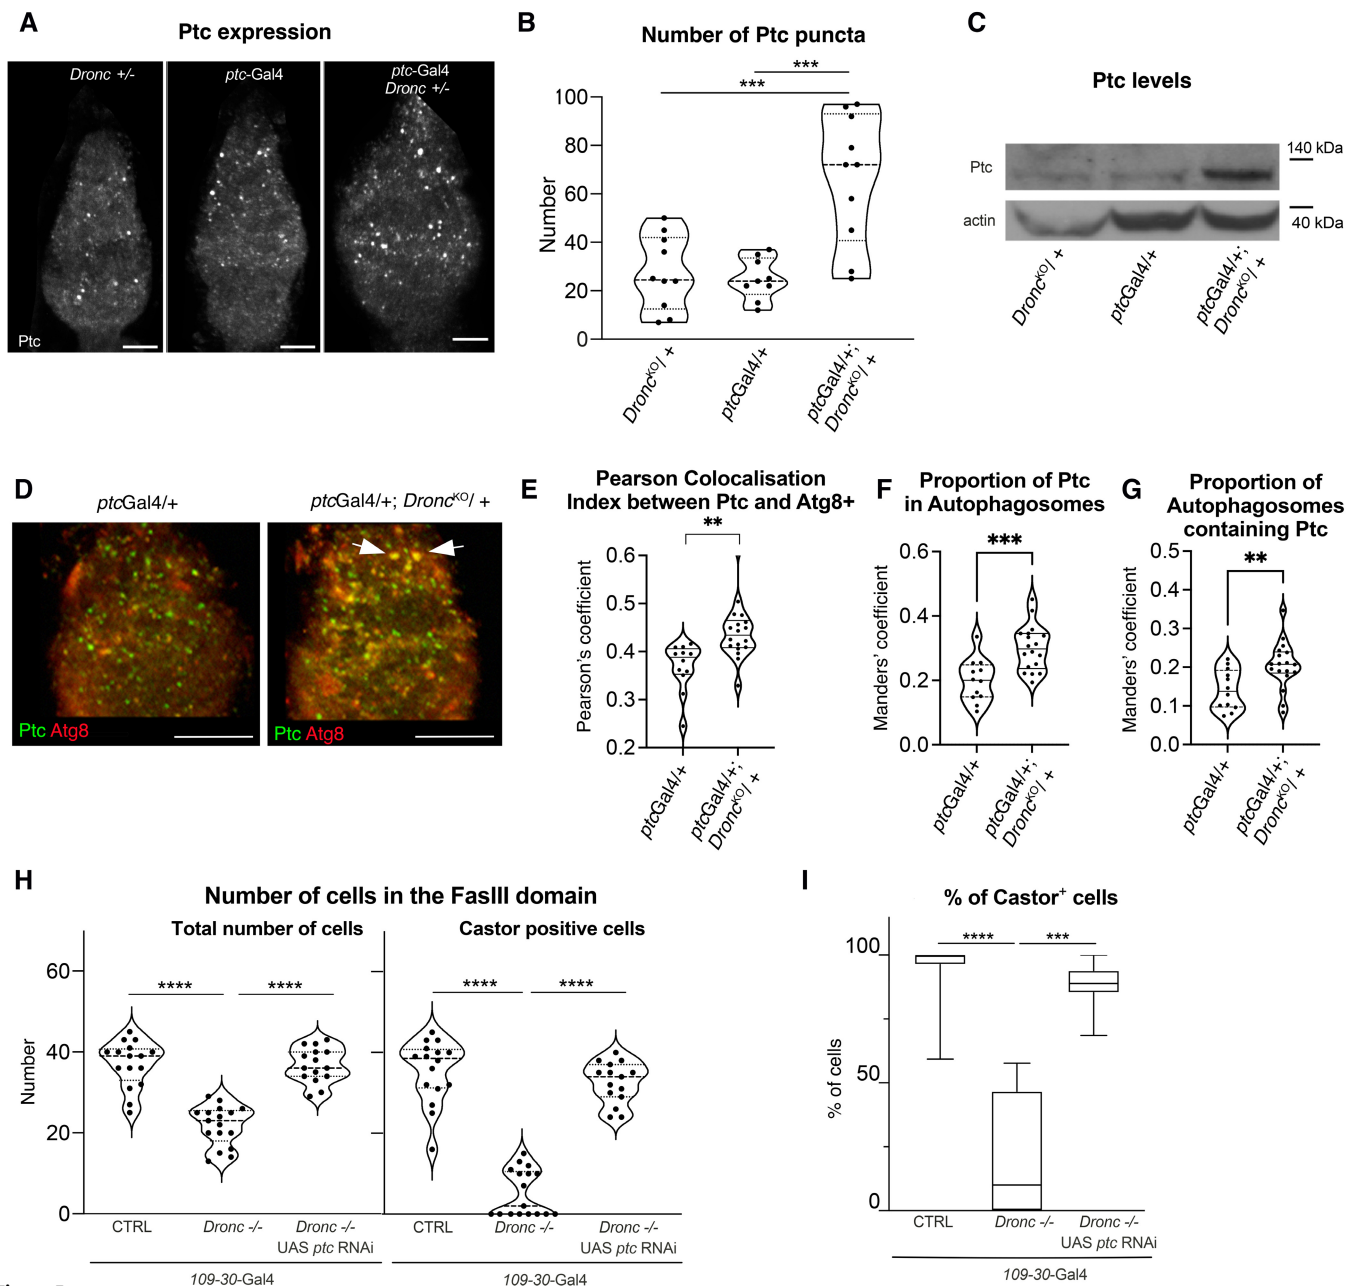 A
Ptc expression
Dronc +/-
ptc-Gal4
ptc-Gal4
Dronc +/-
Ptc
B
Number of Ptc puncta
***
***
100
80
60
40
20
0
Number
DroncKO/ +
ptcGal4/+
ptcGal4/+;
DroncKO/ +
C
Ptc levels
Ptc
140 kDa
actin
40 kDa
DroncKO/ +
ptcGal4/+
ptcGal4/+;
DroncKO/ +
D
ptcGal4/+
ptcGal4/+; DroncKO/ +
Ptc Atg8
Ptc Atg8
E
Pearson Colocalisation
Index between Ptc and Atg8+
**
0.6
0.5
0.4
0.3
0.2
Pearson's coefficient
ptcGal4/+
ptcGal4/+;
DroncKO/ +
F
Proportion of Ptc
in Autophagosomes
***
0.6
0.4
0.2
0.0
Manders' coefficient
ptcGal4/+
ptcGal4/+;
DroncKO/ +
G
Proportion of
Autophagosomes
containing Ptc
**
0.5
0.4
0.3
0.2
0.1
0.0
Manders' coefficient
ptcGal4/+
ptcGal4/+;
DroncKO/ +
H
Number of cells in the FasIII domain
Total number of cells
Castor positive cells
60
40
20
0
Number
****
****
****
****
CTRL
Dronc -/-
Dronc -/-
UAS ptc RNAi
CTRL
Dronc -/-
Dronc -/-
UAS ptc RNAi
109-30-Gal4
109-30-Gal4
I
% of Castor+ cells
****
***
100
50
0
% of cells
CTRL
Dronc -/-
Dronc -/-
UAS ptc RNAi
109-30-Gal4